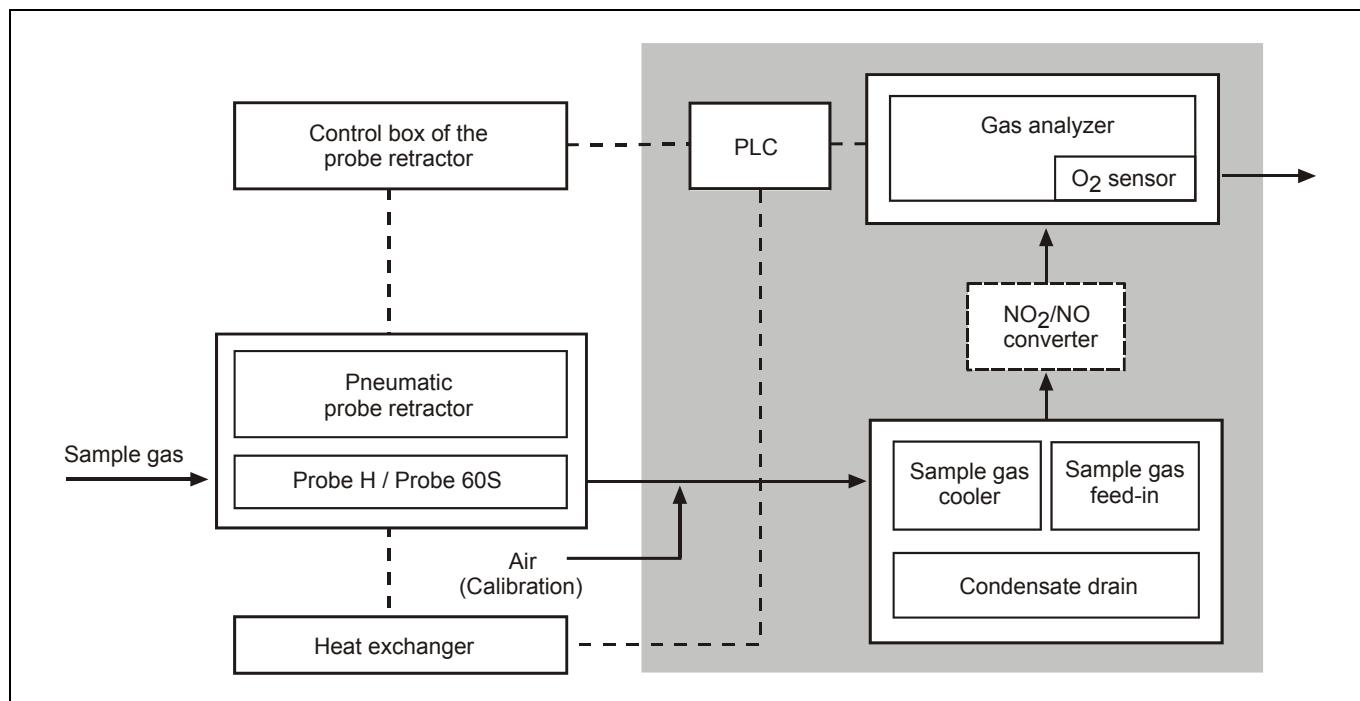 Control box of the
probe retractor
PLC
Gas analyzer
O2 sensor
NO2/NO
converter
Pneumatic
probe retractor
Sample gas
Probe H / Probe 60S
Sample gas
cooler
Sample gas
feed-in
Air
(Calibration)
Condensate drain
Heat exchanger